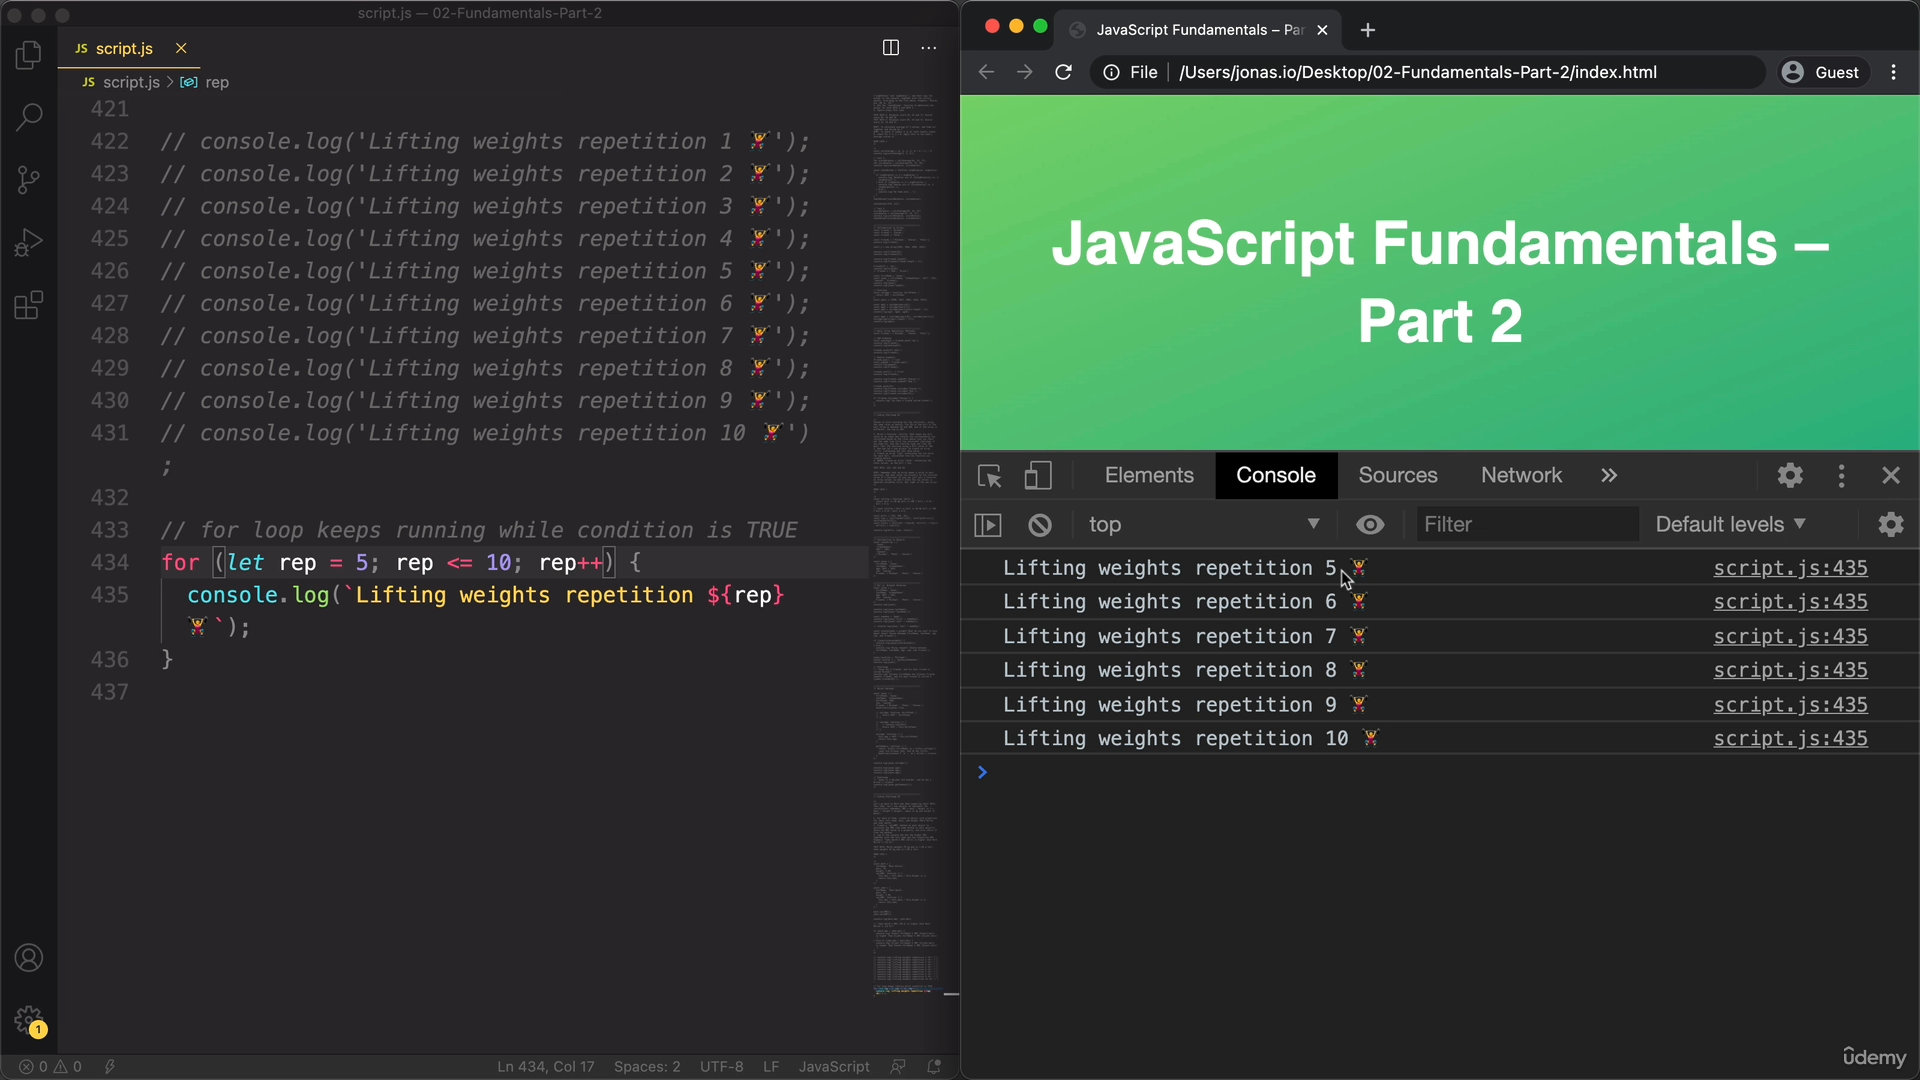 script.js — 02-Fundamentals-Part-2
JS script.js
JS script.js > rep
421
422 // console.log('Lifting weights repetition 1 🏋️‍♀️');
423 // console.log('Lifting weights repetition 2 🏋️‍♀️');
424 // console.log('Lifting weights repetition 3 🏋️‍♀️');
425 // console.log('Lifting weights repetition 4 🏋️‍♀️');
426 // console.log('Lifting weights repetition 5 🏋️‍♀️');
427 // console.log('Lifting weights repetition 6 🏋️‍♀️');
428 // console.log('Lifting weights repetition 7 🏋️‍♀️');
429 // console.log('Lifting weights repetition 8 🏋️‍♀️');
430 // console.log('Lifting weights repetition 9 🏋️‍♀️');
431 // console.log('Lifting weights repetition 10 🏋️‍♀️')
;
432
433 // for loop keeps running while condition is TRUE
434 for (let rep = 5; rep <= 10; rep++) {
435 console.log(`Lifting weights repetition ${rep}
🏋️‍♀️`);
436 }
437
1
0 0
Ln 434, Col 17 Spaces: 2 UTF-8 LF JavaScript
JavaScript Fundamentals – Par
File /Users/jonas.io/Desktop/02-Fundamentals-Part-2/index.html Guest
JavaScript Fundamentals –
Part 2
Elements Console Sources Network »
top Filter Default levels
Lifting weights repetition 5 🏋️‍♀️ script.js:435
Lifting weights repetition 6 🏋️‍♀️ script.js:435
Lifting weights repetition 7 🏋️‍♀️ script.js:435
Lifting weights repetition 8 🏋️‍♀️ script.js:435
Lifting weights repetition 9 🏋️‍♀️ script.js:435
Lifting weights repetition 10 🏋️‍♀️ script.js:435
>
ûdemy